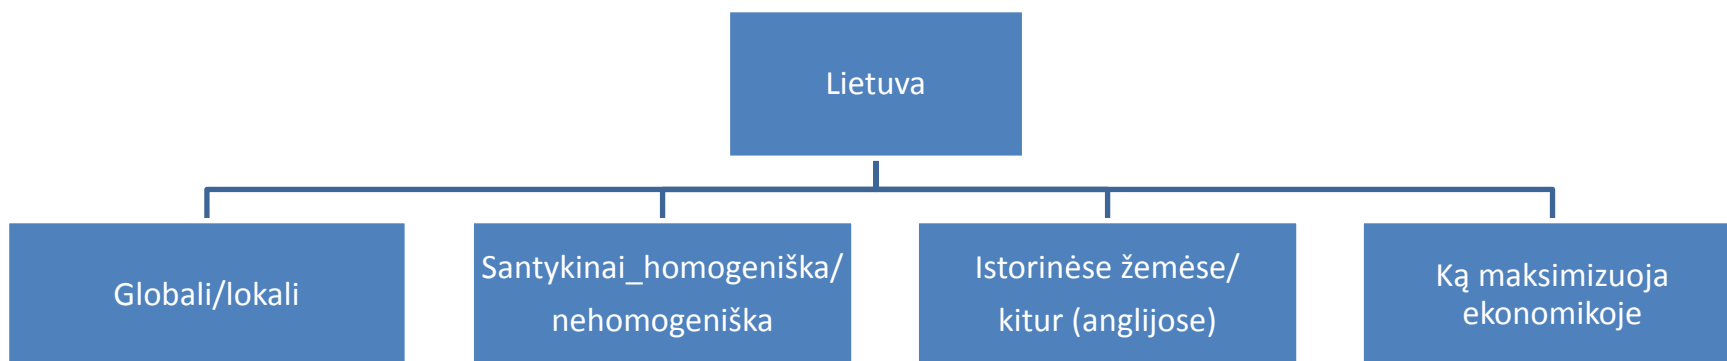 Lietuva
Globali/lokali
Santykinai_homogeniška/
nehomogeniška
Istorinėse žemėse/
kitur (anglijose)
Ką maksimizuoja
ekonomikoje